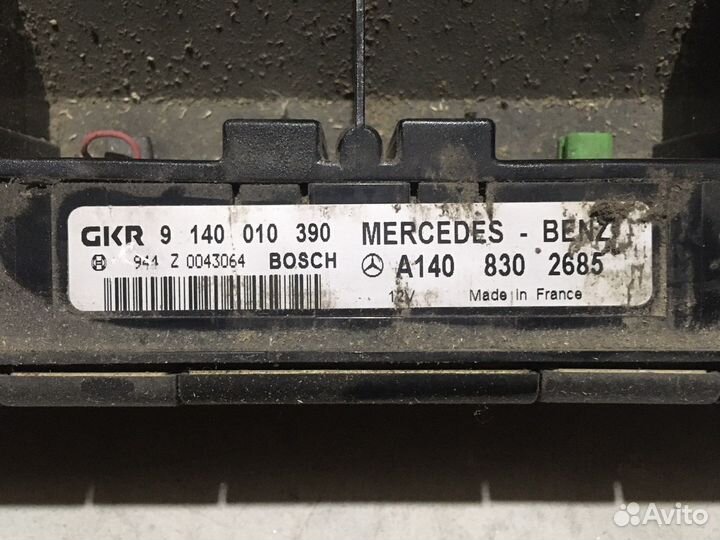 GKR 9 140 010 390 MERCEDES - BENZ
944 Z 0043064 BOSCH A140 830 2685
12V Made in France
Avito